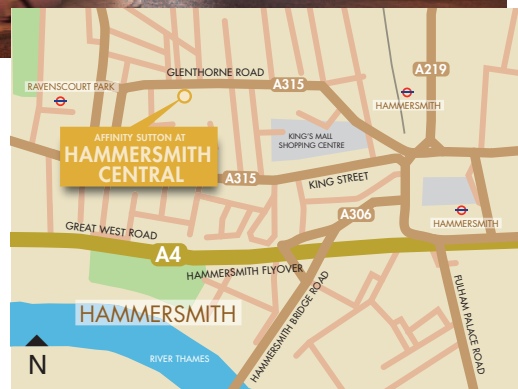 GLENTHORNE ROAD
A315
A219
RAVENSCOURT PARK
HAMMERSMITH
AFFINITY SUTTON AT
HAMMERSMITH
CENTRAL
KING'S MALL
SHOPPING CENTRE
A315
KING STREET
A306
HAMMERSMITH
GREAT WEST ROAD
A4
HAMMERSMITH FLYOVER
HAMMERSMITH
HAMMERSMITH BRIDGE ROAD
FULHAM PALACE ROAD
RIVER THAMES
N